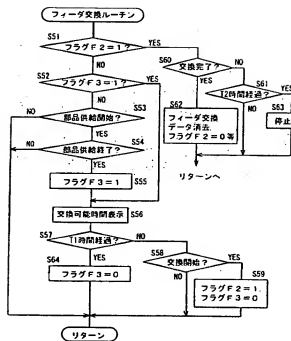 フィーダ交換ルーチン
S51
フラグF2=1?
YES
NO
S52
フラグF3=1?
YES
NO
S53
部品供給開始?
NO
YES
S54
部品供給終了?
NO
YES
フラグF3=1
S55
交換可能時間表示
S56
S57
T1時間経過?
NO
YES
S58
交換開始?
YES
NO
S59
フラグF2=1,
フラグF3=0
S64
フラグF3=0
リターン
S60
交換完了?
NO
YES
S61
T2時間経過?
YES
NO
S62
フィーダ交換
データ消去,
フラグF2=0等
S63
停止
リターンへ